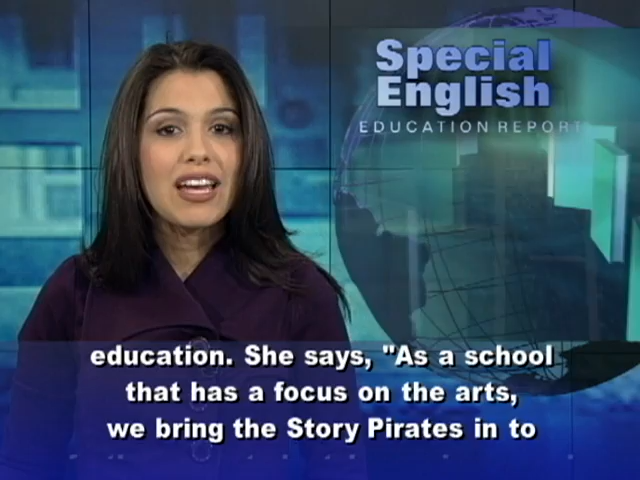 Special
English
EDUCATION REPORT
education. She says, "As a school
that has a focus on the arts,
we bring the Story Pirates in to